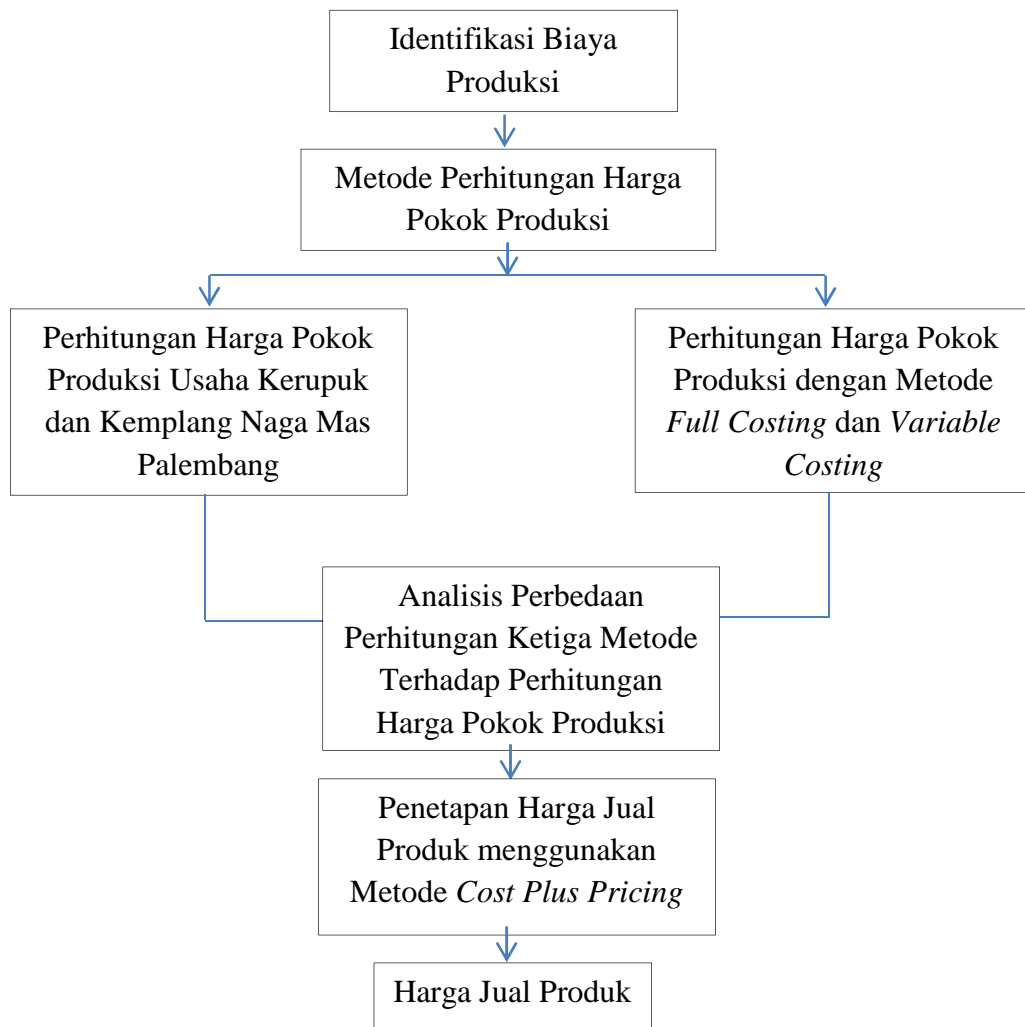 Identifikasi Biaya
Produksi
Metode Perhitungan Harga
Pokok Produksi
Perhitungan Harga Pokok
Produksi Usaha Kerupuk
dan Kemplang Naga Mas
Palembang
Perhitungan Harga Pokok
Produksi dengan Metode
Full Costing dan Variable
Costing
Analisis Perbedaan
Perhitungan Ketiga Metode
Terhadap Perhitungan
Harga Pokok Produksi
Penetapan Harga Jual
Produk menggunakan
Metode Cost Plus Pricing
Harga Jual Produk